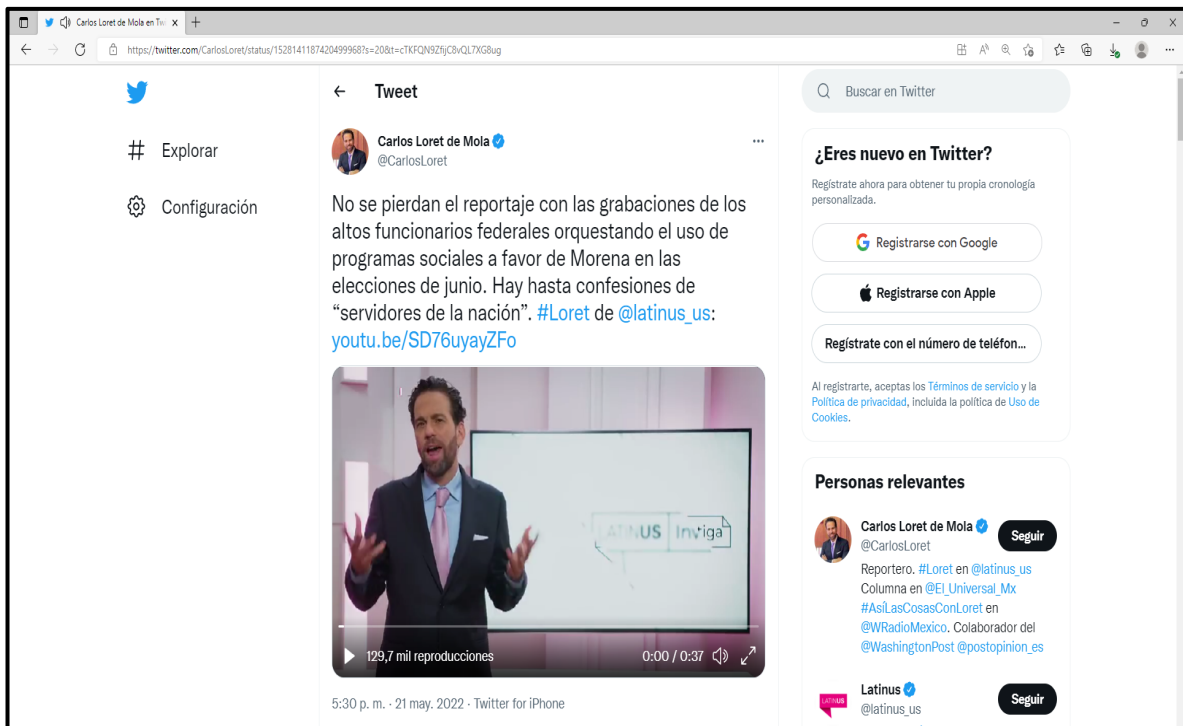 Carlos Loret de Mola en Tw
https://twitter.com/CarlosLoret/status/1528141187420499968?s=20&t=cTKFQN9ZfijC8vQL7XG8ug
Explorar
Configuración
Tweet
Carlos Loret de Mola
@CarlosLoret
No se pierdan el reportaje con las grabaciones de los
altos funcionarios federales orquestando el uso de
programas sociales a favor de Morena en las
elecciones de junio. Hay hasta confesiones de
“servidores de la nación”. #Loret de @latinus_us:
youtu.be/SD76uyayZFo
LATINUS Inv+iga
129,7 mil reproducciones
0:00 / 0:37
5:30 p. m. · 21 may. 2022 · Twitter for iPhone
Buscar en Twitter
¿Eres nuevo en Twitter?
Regístrate ahora para obtener tu propia cronología
personalizada.
Registrarse con Google
Registrarse con Apple
Regístrate con el número de teléfon...
Al registrarte, aceptas los Términos de servicio y la
Política de privacidad, incluida la política de Uso de
Cookies.
Personas relevantes
Carlos Loret de Mola
@CarlosLoret
Seguir
Reportero. #Loret en @latinus_us
Columna en @El_Universal_Mx
#AsíLasCosasConLoret en
@WRadioMexico. Colaborador del
@WashingtonPost @postopinion_es
LATINUS
Latinus
@latinus_us
Seguir